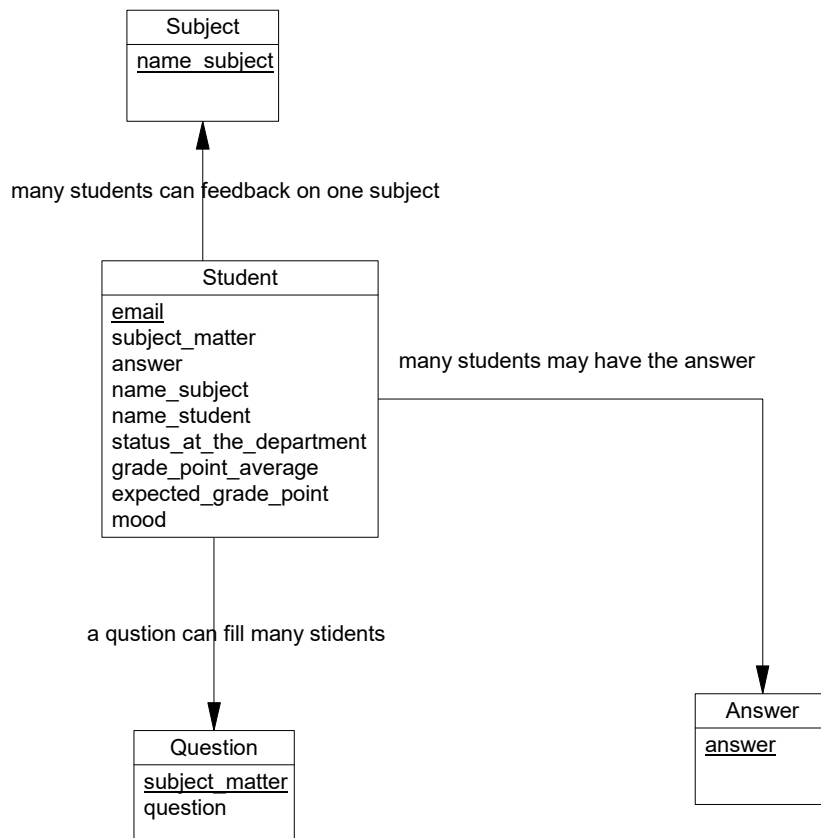 Subject
name_subject
many students can feedback on one subject
Student
email
subject_matter
answer
name_subject
name_student
status_at_the_department
grade_point_average
expected_grade_point
mood
many students may have the answer
a qustion can fill many stidents
Question
subject_matter
question
Answer
answer